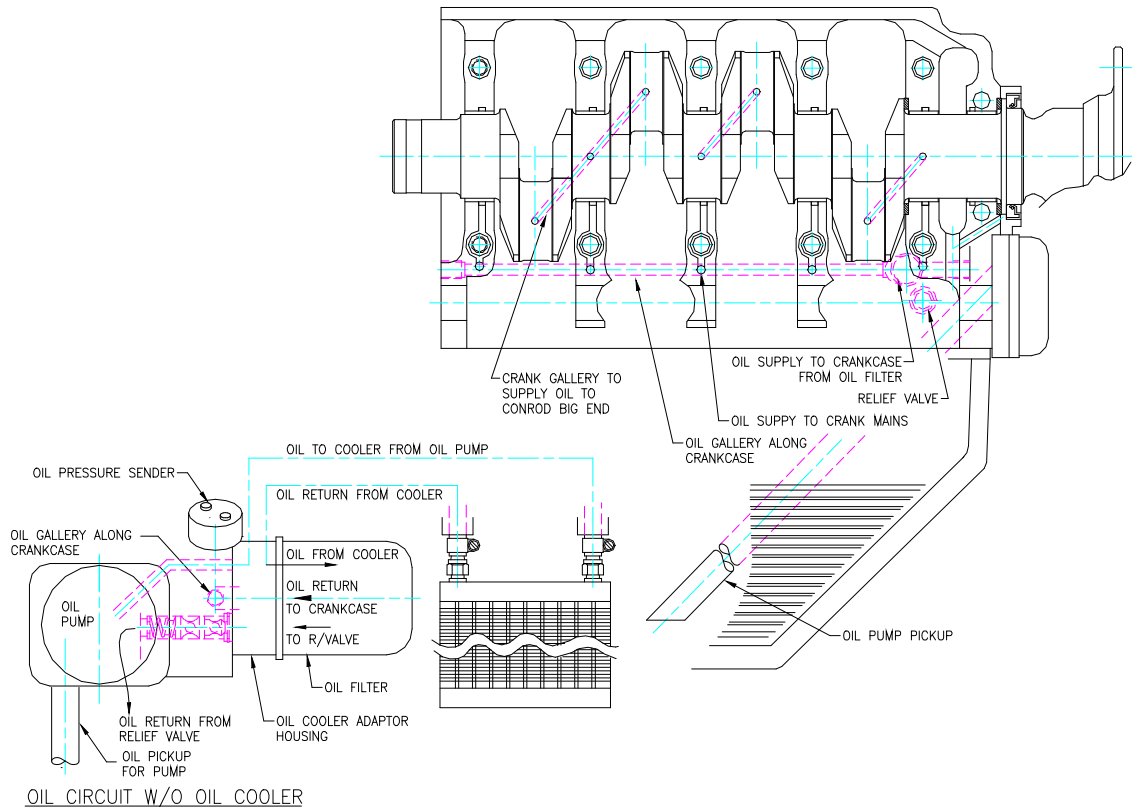 CRANK GALLERY TO
SUPPLY OIL TO
CONROD BIG END
OIL SUPPLY TO CRANKCASE
FROM OIL FILTER
RELIEF VALVE
OIL SUPPY TO CRANK MAINS
OIL GALLERY ALONG
CRANKCASE
OIL TO COOLER FROM OIL PUMP
OIL PRESSURE SENDER
OIL RETURN FROM COOLER
OIL GALLERY ALONG
CRANKCASE
OIL FROM COOLER
OIL RETURN
TO CRANKCASE
TO R/VALVE
OIL
PUMP
OIL PUMP PICKUP
OIL FILTER
OIL RETURN FROM
RELIEF VALVE
OIL COOLER ADAPTOR
HOUSING
OIL PICKUP
FOR PUMP
OIL CIRCUIT W/O OIL COOLER